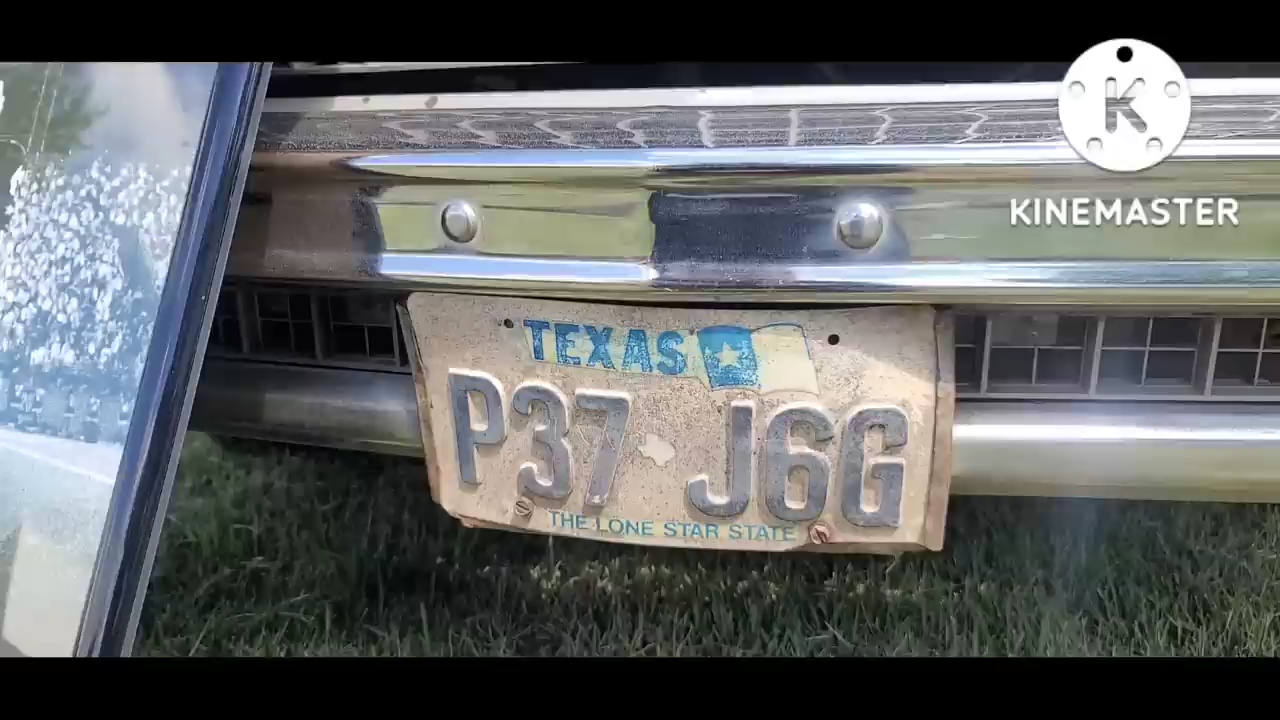 K
KINEMASTER
TEXAS
P37 J6G
THE LONE STAR STATE